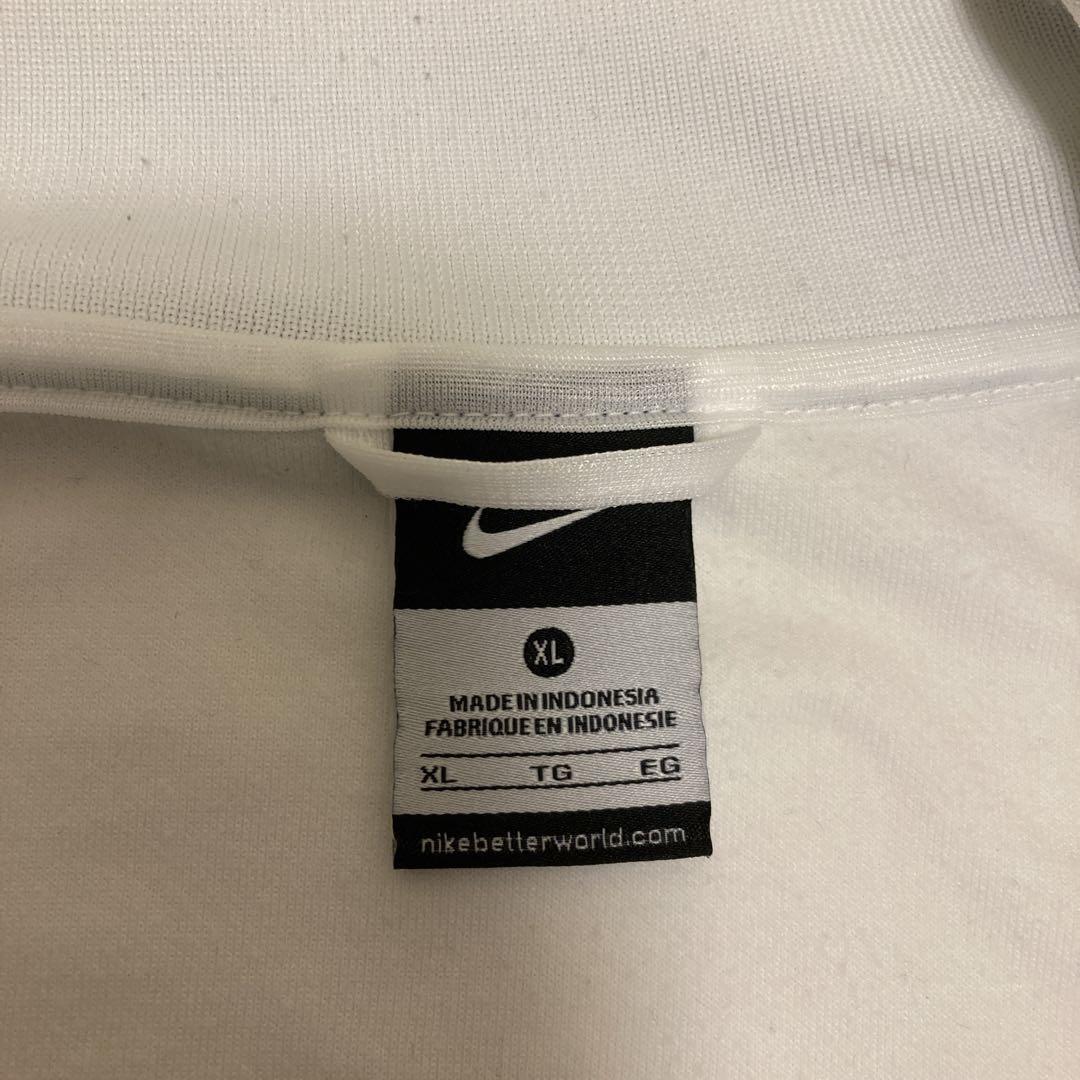 XL
MADE IN INDONESIA
FABRIQUE EN INDONESIE
XL TG EG
nikebetterworld.com